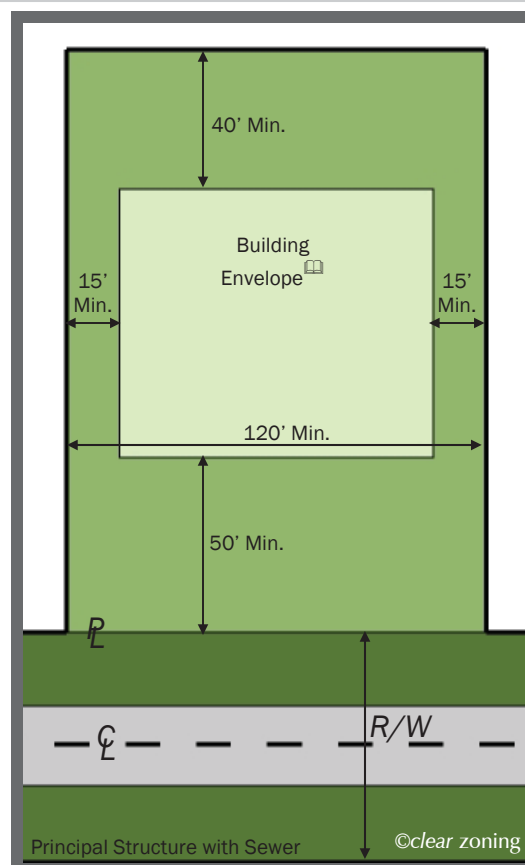 40’ Min.
Building
Envelope
15’
Min.
15’
Min.
120’ Min.
50’ Min.
PL
CL
R/W
Principal Structure with Sewer
©clear zoning